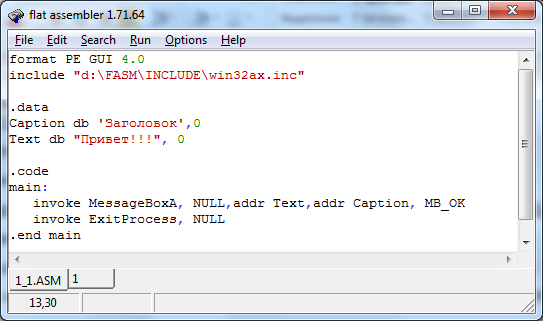 flat assembler 1.71.64
File Edit Search Run Options Help
format PE GUI 4.0
include "d:\FASM\INCLUDE\win32ax.inc"
.data
Caption db 'Заголовок',0
Text db "Привет!!!", 0
.code
main:
invoke MessageBoxA, NULL,addr Text,addr Caption, MB_OK
invoke ExitProcess, NULL
.end main
1_1.ASM 1
13,30